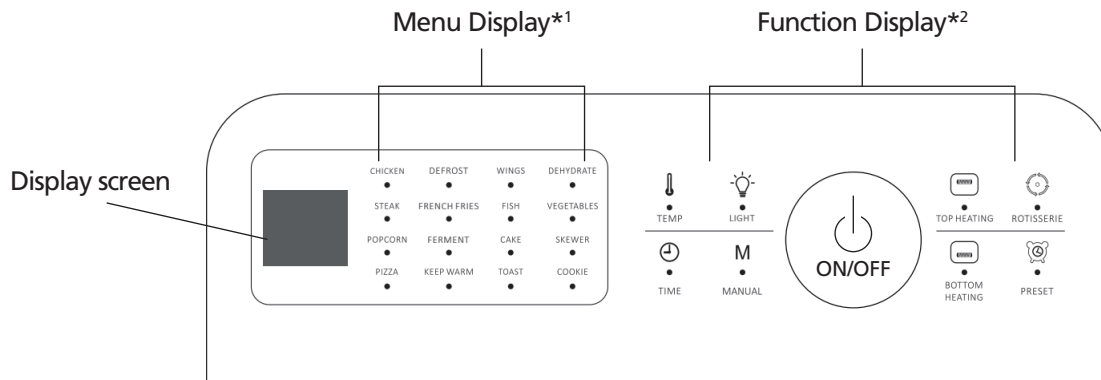 Menu Display*1
Function Display*2
Display screen
CHICKEN DEFROST WINGS DEHYDRATE
STEAK FRENCH FRIES FISH VEGETABLES
POPCORN FERMENT CAKE SKEWER
PIZZA KEEP WARM TOAST COOKIE
TEMP LIGHT
M
TIME MANUAL
ON/OFF
TOP HEATING ROTISSERIE
BOTTOM
HEATING
PRESET